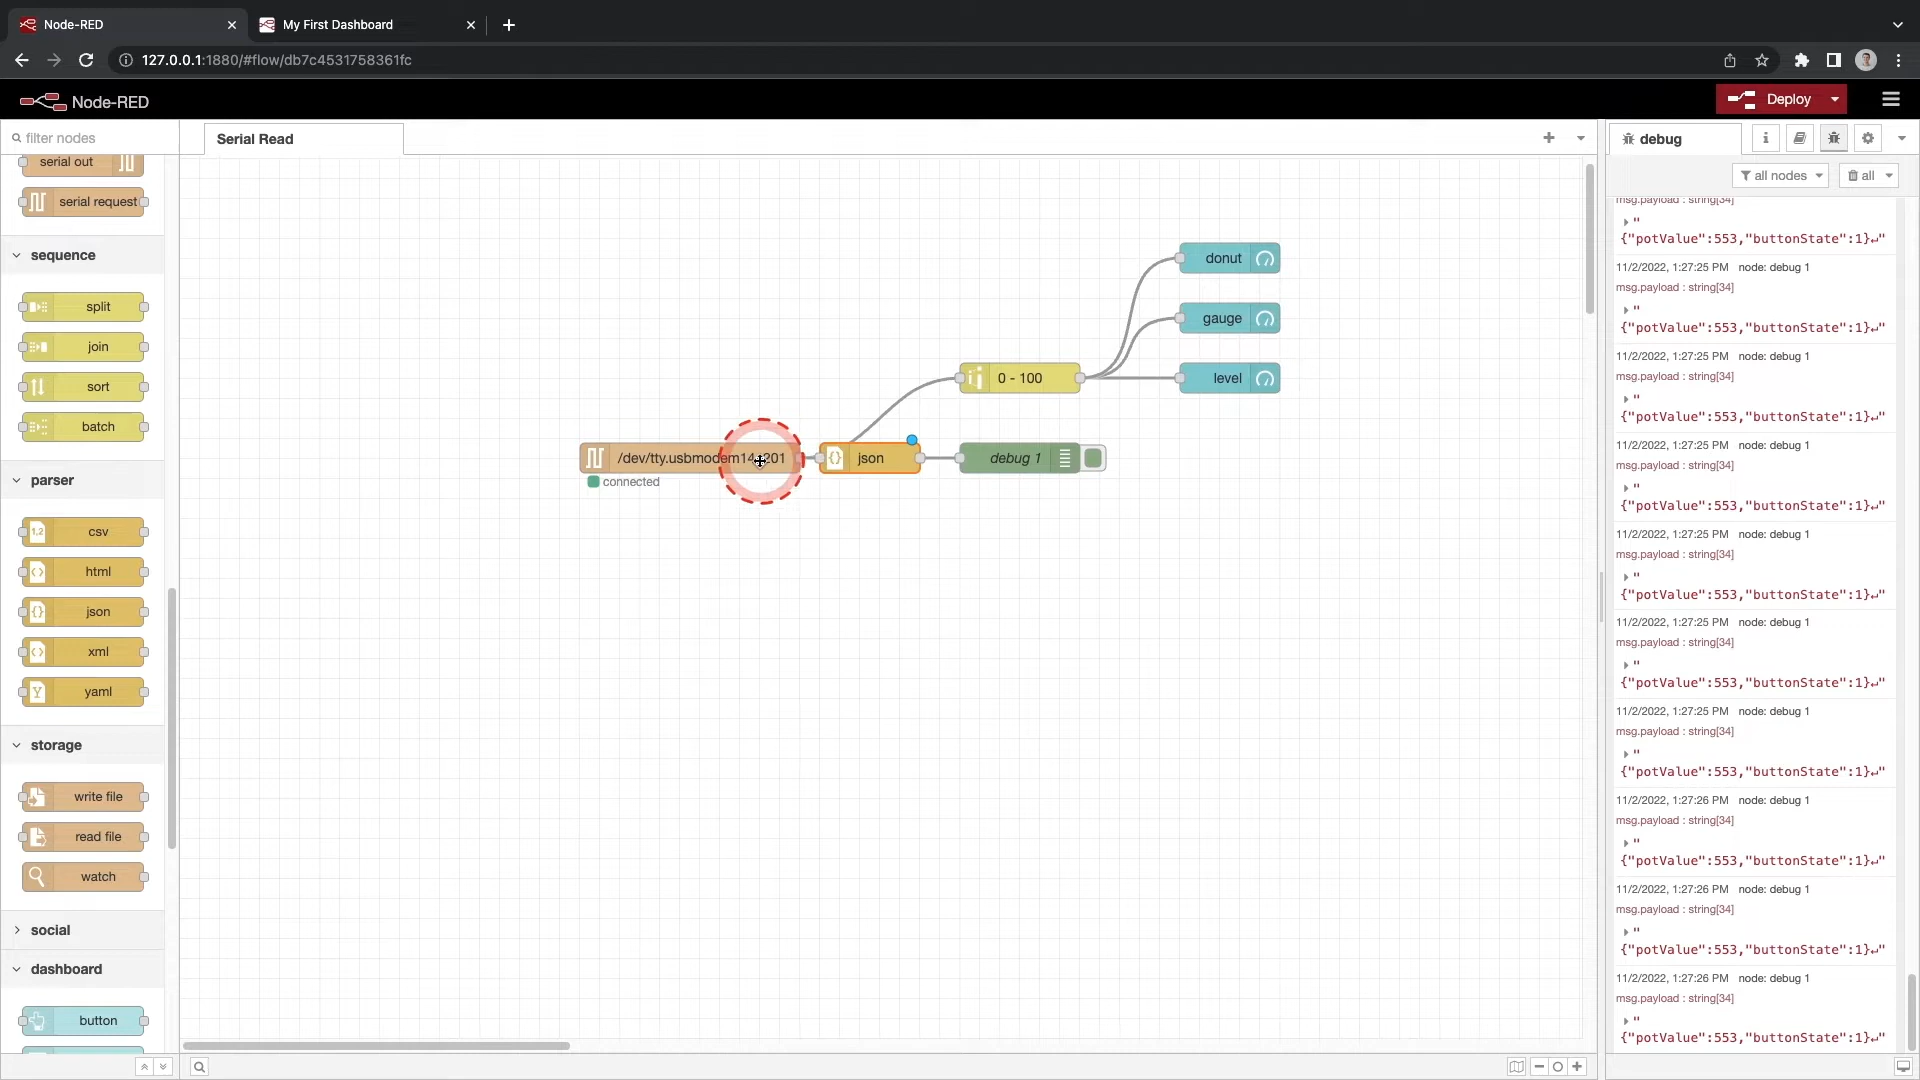 Node-RED
My First Dashboard
127.0.0.1:1880/#flow/db7c4531758361fc
Node-RED
Deploy
filter nodes
serial out
serial request
sequence
split
join
sort
batch
parser
csv
html
json
xml
yaml
storage
write file
read file
watch
social
dashboard
button
Serial Read
donut
gauge
0 - 100
level
connected
json
debug 1
debug
all nodes
all
msg.payload : string[34]
"
{"potValue":553,"buttonState":1}↵"
11/2/2022, 1:27:25 PM node: debug 1
msg.payload : string[34]
"
{"potValue":553,"buttonState":1}↵"
11/2/2022, 1:27:25 PM node: debug 1
msg.payload : string[34]
"
{"potValue":553,"buttonState":1}↵"
11/2/2022, 1:27:25 PM node: debug 1
msg.payload : string[34]
"
{"potValue":553,"buttonState":1}↵"
11/2/2022, 1:27:25 PM node: debug 1
msg.payload : string[34]
"
{"potValue":553,"buttonState":1}↵"
11/2/2022, 1:27:25 PM node: debug 1
msg.payload : string[34]
"
{"potValue":553,"buttonState":1}↵"
11/2/2022, 1:27:25 PM node: debug 1
msg.payload : string[34]
"
{"potValue":553,"buttonState":1}↵"
11/2/2022, 1:27:26 PM node: debug 1
msg.payload : string[34]
"
{"potValue":553,"buttonState":1}↵"
11/2/2022, 1:27:26 PM node: debug 1
msg.payload : string[34]
"
{"potValue":553,"buttonState":1}↵"
11/2/2022, 1:27:26 PM node: debug 1
msg.payload : string[34]
"
{"potValue":553,"buttonState":1}↵"